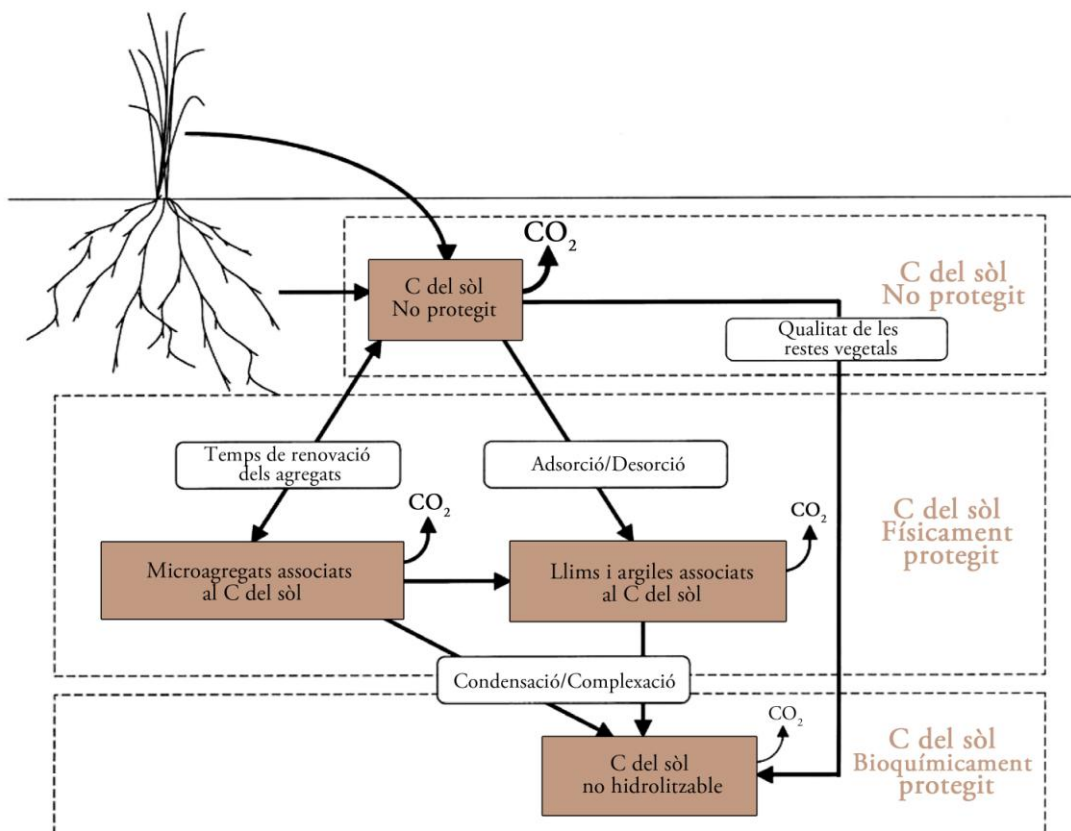 CO₂
C del sòl
No protegit
C del sòl
No protegit
Qualitat de les
restes vegetals
Temps de renovació
dels agregats
Adsorció/Desorció
CO₂
CO₂
C del sòl
Físicament
protegit
Microagregats associats
al C del sòl
Llims i argiles associats
al C del sòl
Condensació/Complexació
CO₂
C del sòl
no hidrolitzable
C del sòl
Bioquímicament
protegit